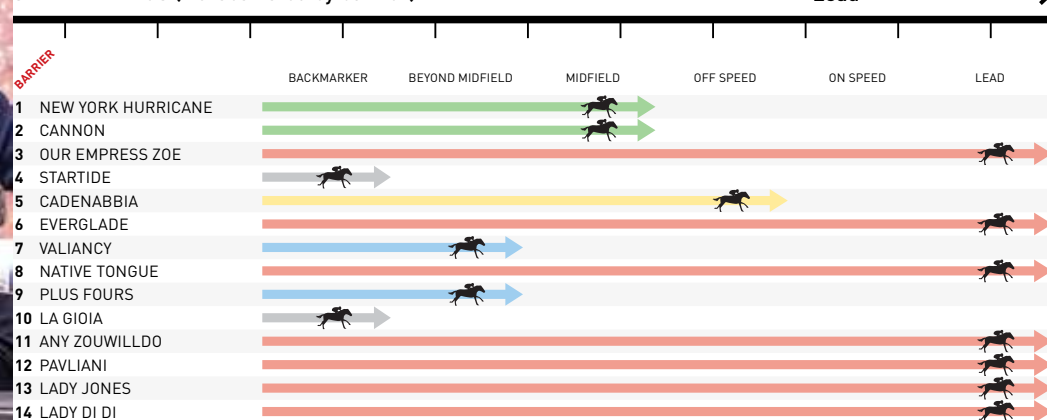 BARRIER
BACKMARKER BEYOND MIDFIELD MIDFIELD OFF SPEED ON SPEED LEAD
1 NEW YORK HURRICANE
2 CANNON
3 OUR EMPRESS ZOE
4 STARTIDE
5 CADENABBIA
6 EVERGLADE
7 VALIANCY
8 NATIVE TONGUE
9 PLUS FOURS
10 LA GIOIA
11 ANY ZOUWILLDO
12 PAVLIANI
13 LADY JONES
14 LADY DI DI